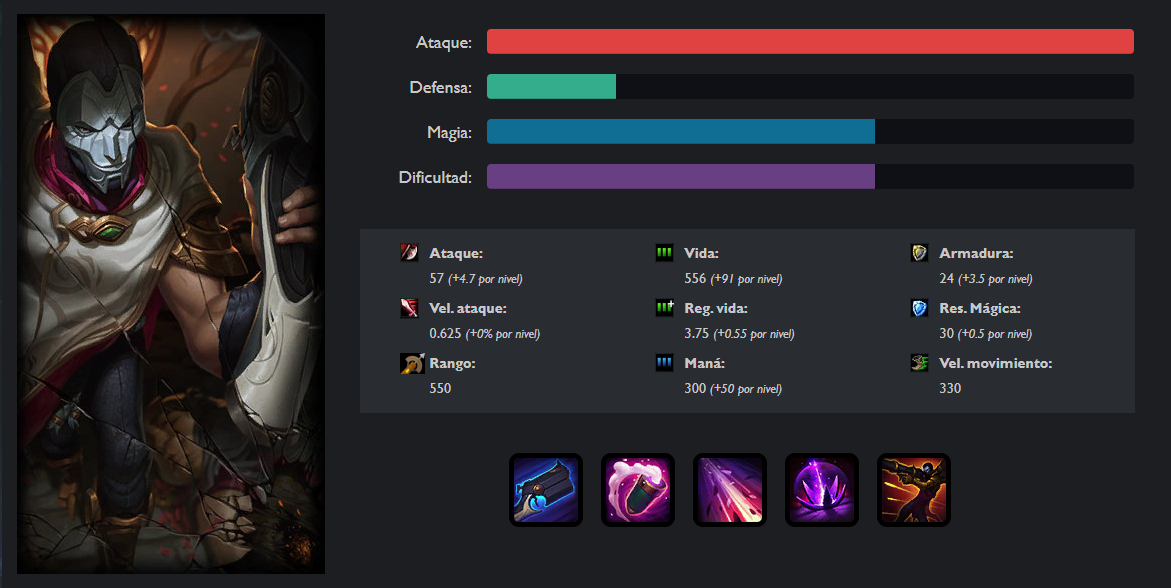 Ataque:
Defensa:
Magia:
Dificultad:
Ataque: Vida: Armadura:
57 (+4.7 por nivel) 556 (+91 por nivel) 24 (+3.5 por nivel)
Vel. ataque: Reg. vida: Res. Mágica:
0.625 (+0% por nivel) 3.75 (+0.55 por nivel) 30 (+0.5 por nivel)
Rango: Maná: Vel. movimiento:
550 300 (+50 por nivel) 330